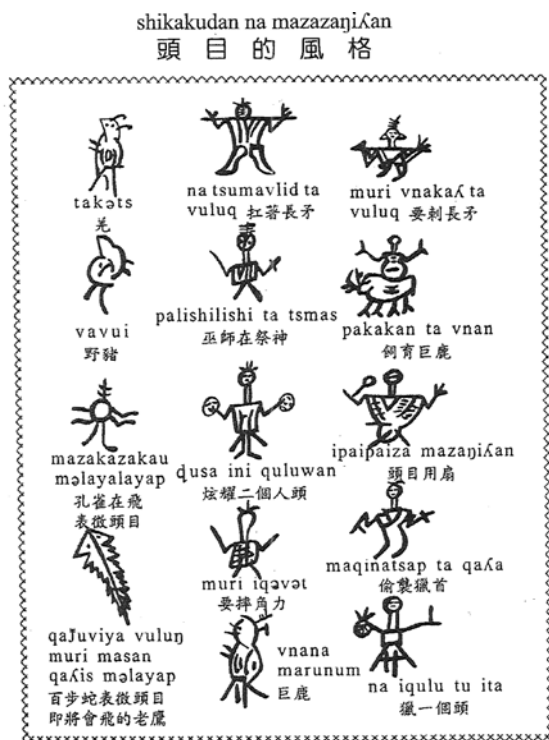 shikakudan na mazazaŋiʎan
頭目的風格
takəts
羌
na tsumavlid ta
vuluq 扛著長矛
muri vnakaʎ ta
vuluq 要刺長矛
vavui
野豬
palishilishi ta tsmas
巫師在祭神
pakakan ta vnan
飼育巨鹿
mazakazakau
məlayalayap
孔雀在飛
表徵頭目
qusa ini quluwan
炫耀二個人頭
ipaipaiza mazaŋiʎan
頭目用扇
muri iqəvət
要摔角力
maqinatsap ta qaʎa
偷襲獵首
qaɟuviya vuluŋ
muri masan
qaʎis məlayap
百步蛇表徵頭目
即將會飛的老鷹
vnana
marunum
巨鹿
na iqulu tu ita
獵一個頭